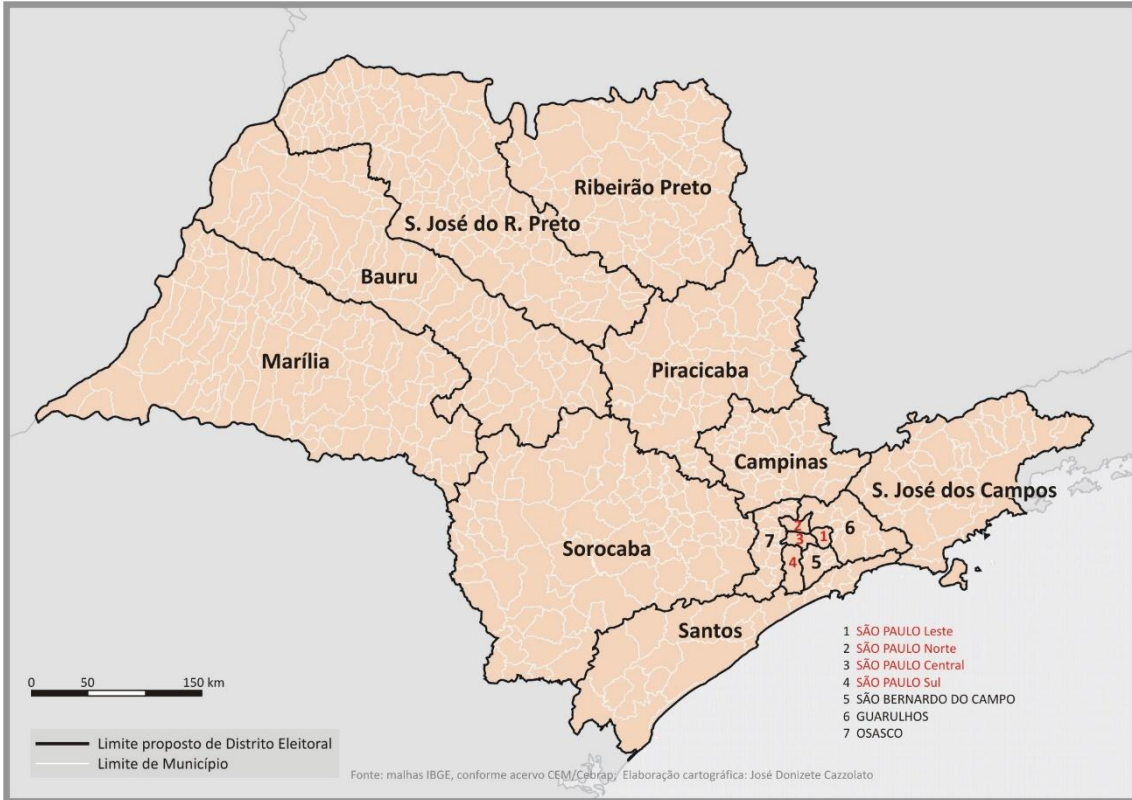 Ribeirão Preto
S. José do R. Preto
Bauru
Marília
Piracicaba
Campinas
S. José dos Campos
Sorocaba
Santos
2
3
1
6
7
4
5
1 SÃO PAULO Leste
2 SÃO PAULO Norte
3 SÃO PAULO Central
4 SÃO PAULO Sul
5 SÃO BERNARDO DO CAMPO
6 GUARULHOS
7 OSASCO
0 50 150 km
Limite proposto de Distrito Eleitoral
Limite de Município
Fonte: malhas IBGE, conforme acervo CEM/Cebrap; Elaboração cartográfica: José Donizete Cazzolato